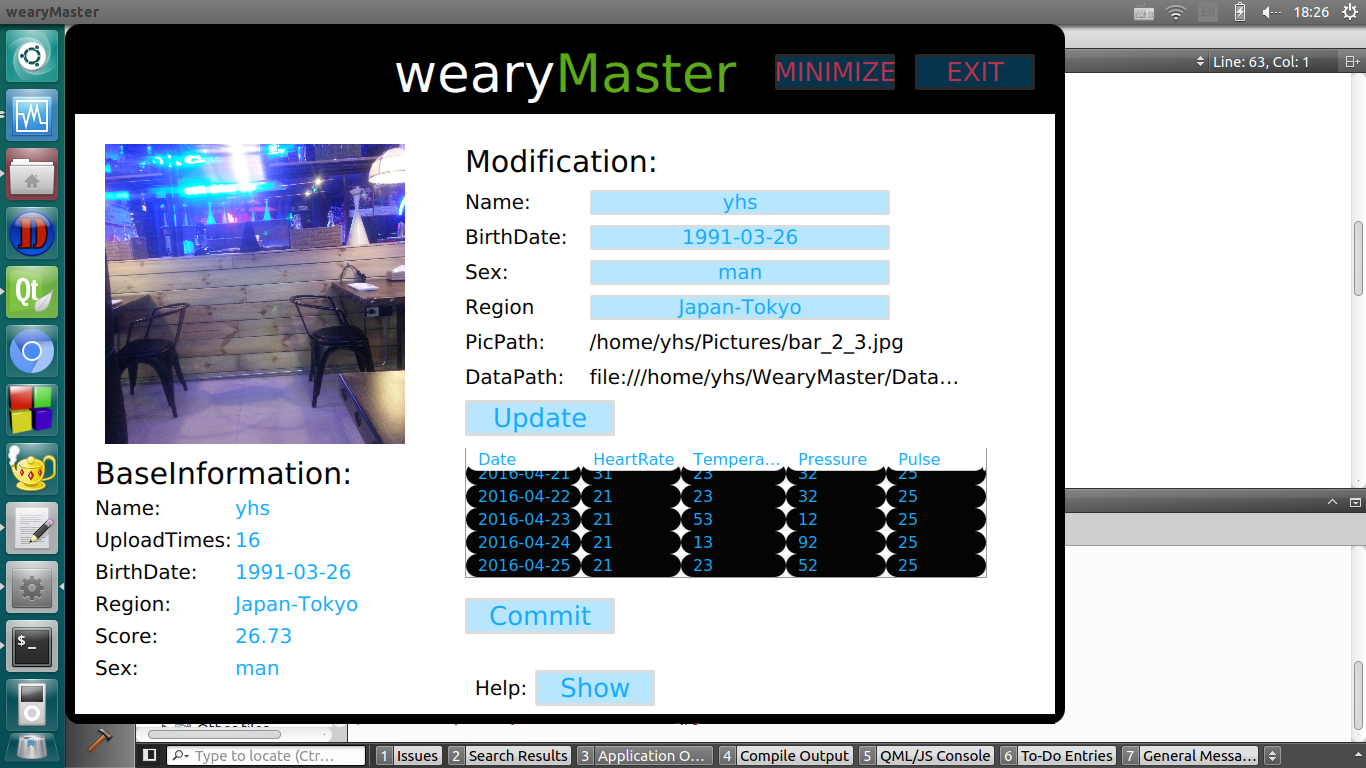 wearyMaster
En
18:26
wearyMaster
MINIMIZE
EXIT
Line: 63, Col: 1
Modification:
Name: yhs
BirthDate: 1991-03-26
Sex: man
Region Japan-Tokyo
PicPath: /home/yhs/Pictures/bar_2_3.jpg
DataPath: file:///home/yhs/WearyMaster/Data...
Update
Date HeartRate Tempera... Pressure Pulse
2016-04-21 31 23 32 25
2016-04-22 21 23 32 25
2016-04-23 21 53 12 25
2016-04-24 21 13 92 25
2016-04-25 21 23 52 25
Commit
Help: Show
BaseInformation:
Name: yhs
UploadTimes: 16
BirthDate: 1991-03-26
Region: Japan-Tokyo
Score: 26.73
Sex: man
Qt
$_
Other files
Type to locate (Ctr...
1 Issues 2 Search Results 3 Application O... 4 Compile Output 5 QML/JS Console 6 To-Do Entries 7 General Messa...